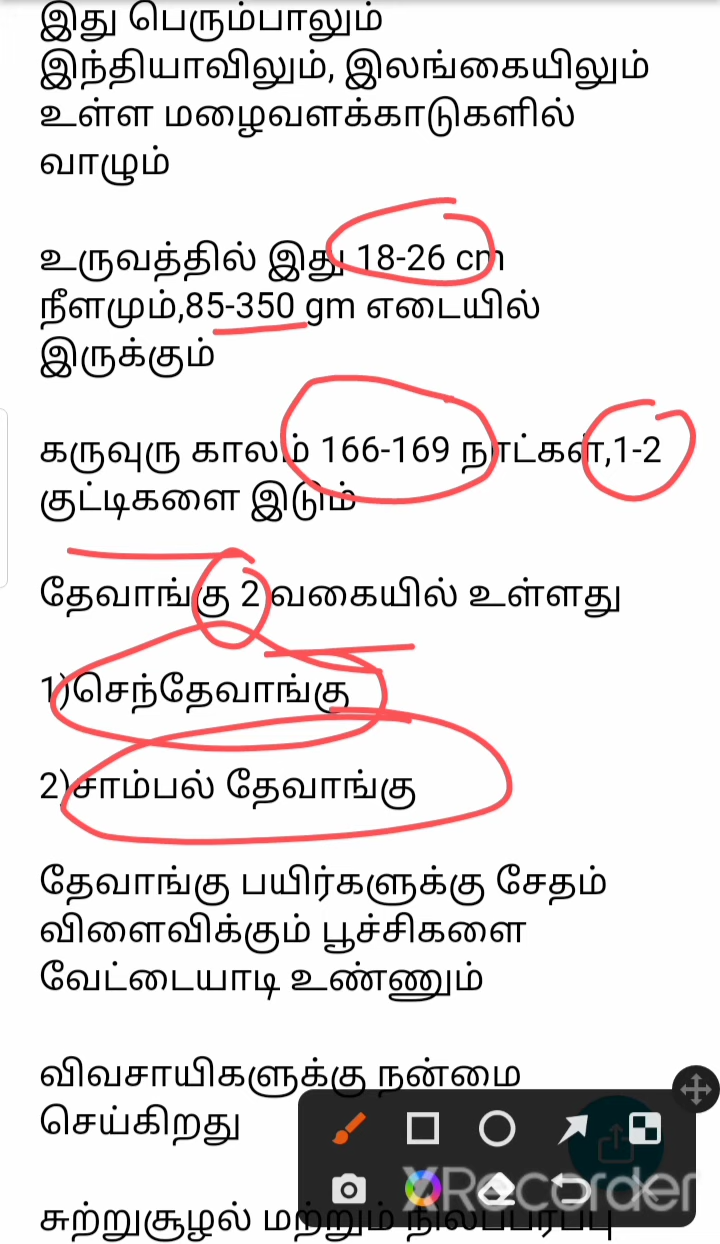 இது பெரும்பாலும்
இந்தியாவிலும், இலங்கையிலும்
உள்ள மழைவளக்காடுகளில்
வாழும்
உருவத்தில் இது 18-26 cm
நீளமும்,85-350 gm எடையில்
இருக்கும்
கருவுரு காலம் 166-169 நாட்கள்,1-2
குட்டிகளை இடும்
தேவாங்கு 2 வகையில் உள்ளது
1)செந்தேவாங்கு
2)சாம்பல் தேவாங்கு
தேவாங்கு பயிர்களுக்கு சேதம்
விளைவிக்கும் பூச்சிகளை
வேட்டையாடி உண்ணும்
விவசாயிகளுக்கு நன்மை
செய்கிறது
XRecorder
சுற்றுசூழல் மற்றும் நிலப்பரப்பு